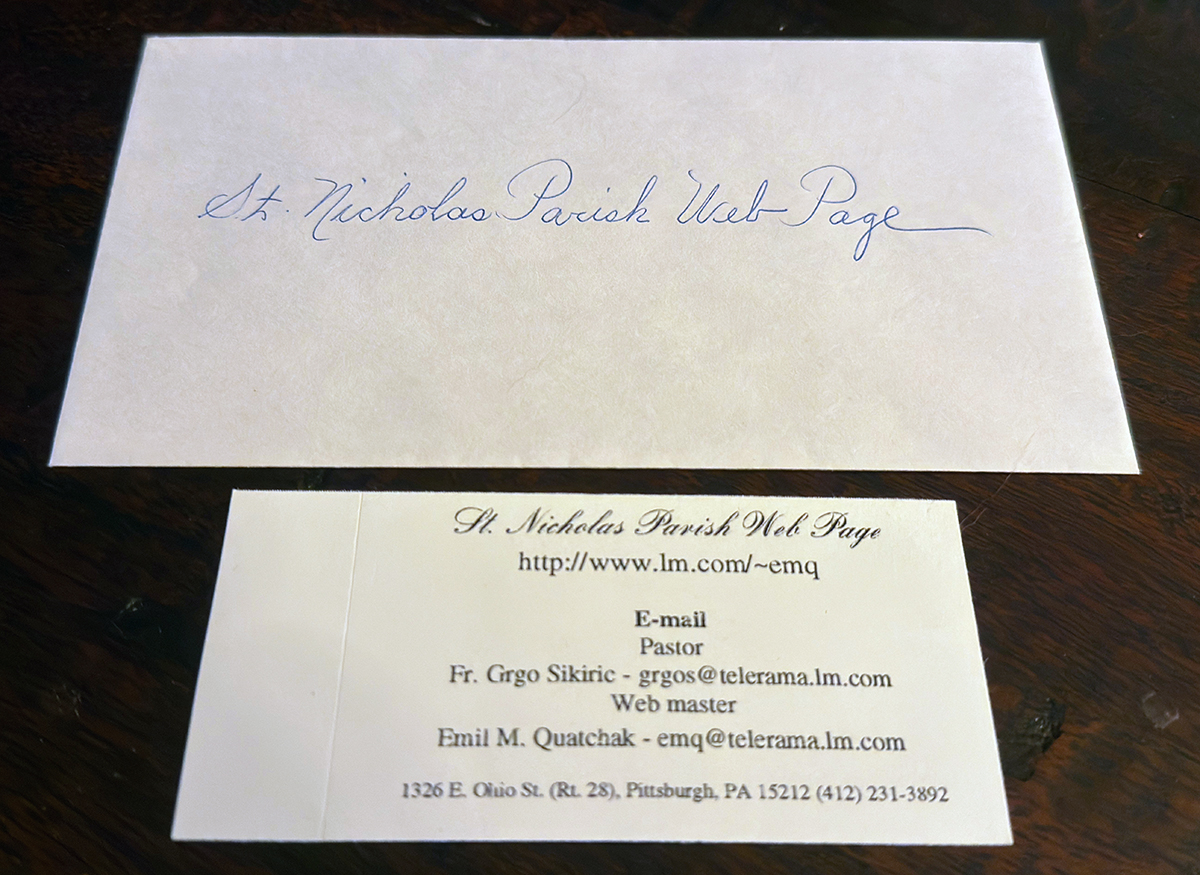 St. Nicholas Parish Web Page
St. Nicholas Parish Web Page
http://www.lm.com/~emq
E-mail
Pastor
Fr. Grgo Sikiric - grgos@telerama.lm.com
Web master
Emil M. Quatchak - emq@telerama.lm.com
1326 E. Ohio St. (Rt. 28), Pittsburgh, PA 15212 (412) 231-3892